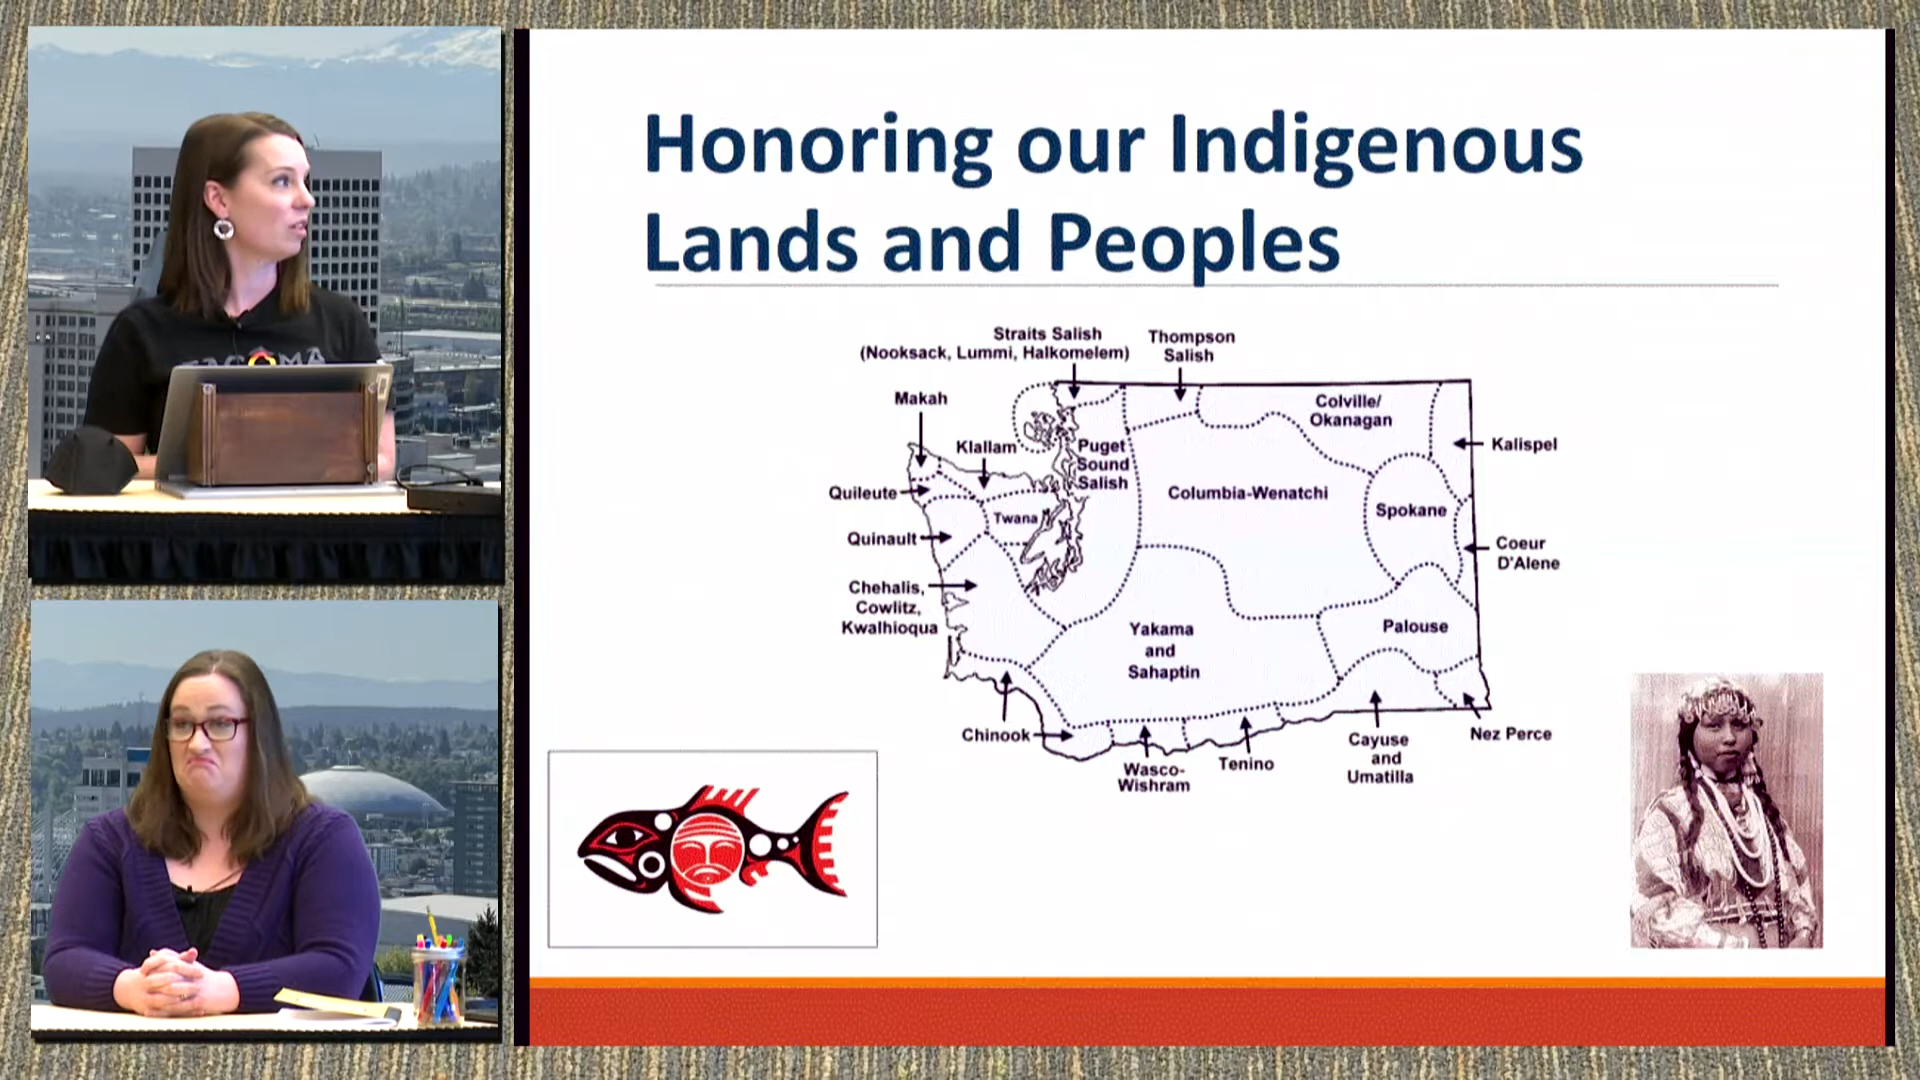 Honoring our Indigenous
Lands and Peoples
Straits Salish
(Nooksack, Lummi, Halkomelem)
Thompson
Salish
Makah
Klallam
Puget
Sound
Salish
Colville/
Okanagan
Kalispel
Quileute
Twana
Columbia-Wenatchi
Spokane
Quinault
Coeur
D'Alene
Chehalis,
Cowlitz,
Kwalhioqua
Yakama
and
Sahaptin
Palouse
Chinook
Wasco-
Wishram
Tenino
Cayuse
and
Umatilla
Nez Perce
TACOMA